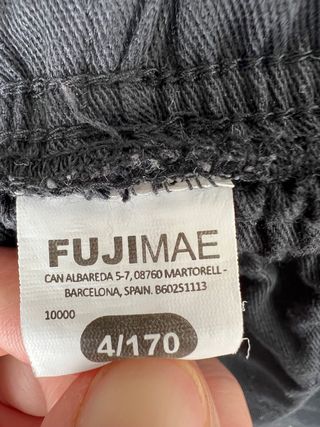 FUJIMAE
CAN ALBAREDA 5-7, 08760 MARTORELL -
BARCELONA, SPAIN. B60251113
10000
4/170